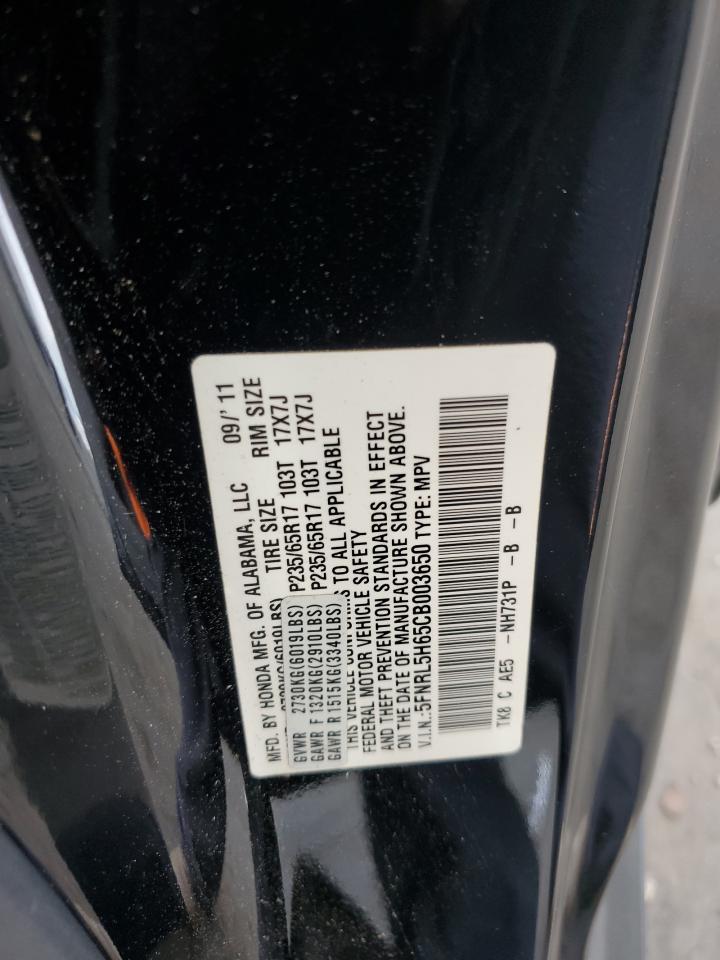 MFD. BY HONDA MFG. OF ALABAMA, LLC 09/' 11
TIRE SIZE RIM SIZE
GVWR 2730KG(6019LBS)
GAWR F 1320KG(2910LBS) P235/65R17 103T 17X7J
GAWR R 1515KG(3340LBS) P235/65R17 103T 17X7J
THIS VEHICLE TO ALL APPLICABLE
FEDERAL MOTOR VEHICLE SAFETY
AND THEFT PREVENTION STANDARDS IN EFFECT
ON THE DATE OF MANUFACTURE SHOWN ABOVE.
V.I.N.:5FNRL5H65CB003650 TYPE: MPV
TK8 C AE5 -NH731P -B -B